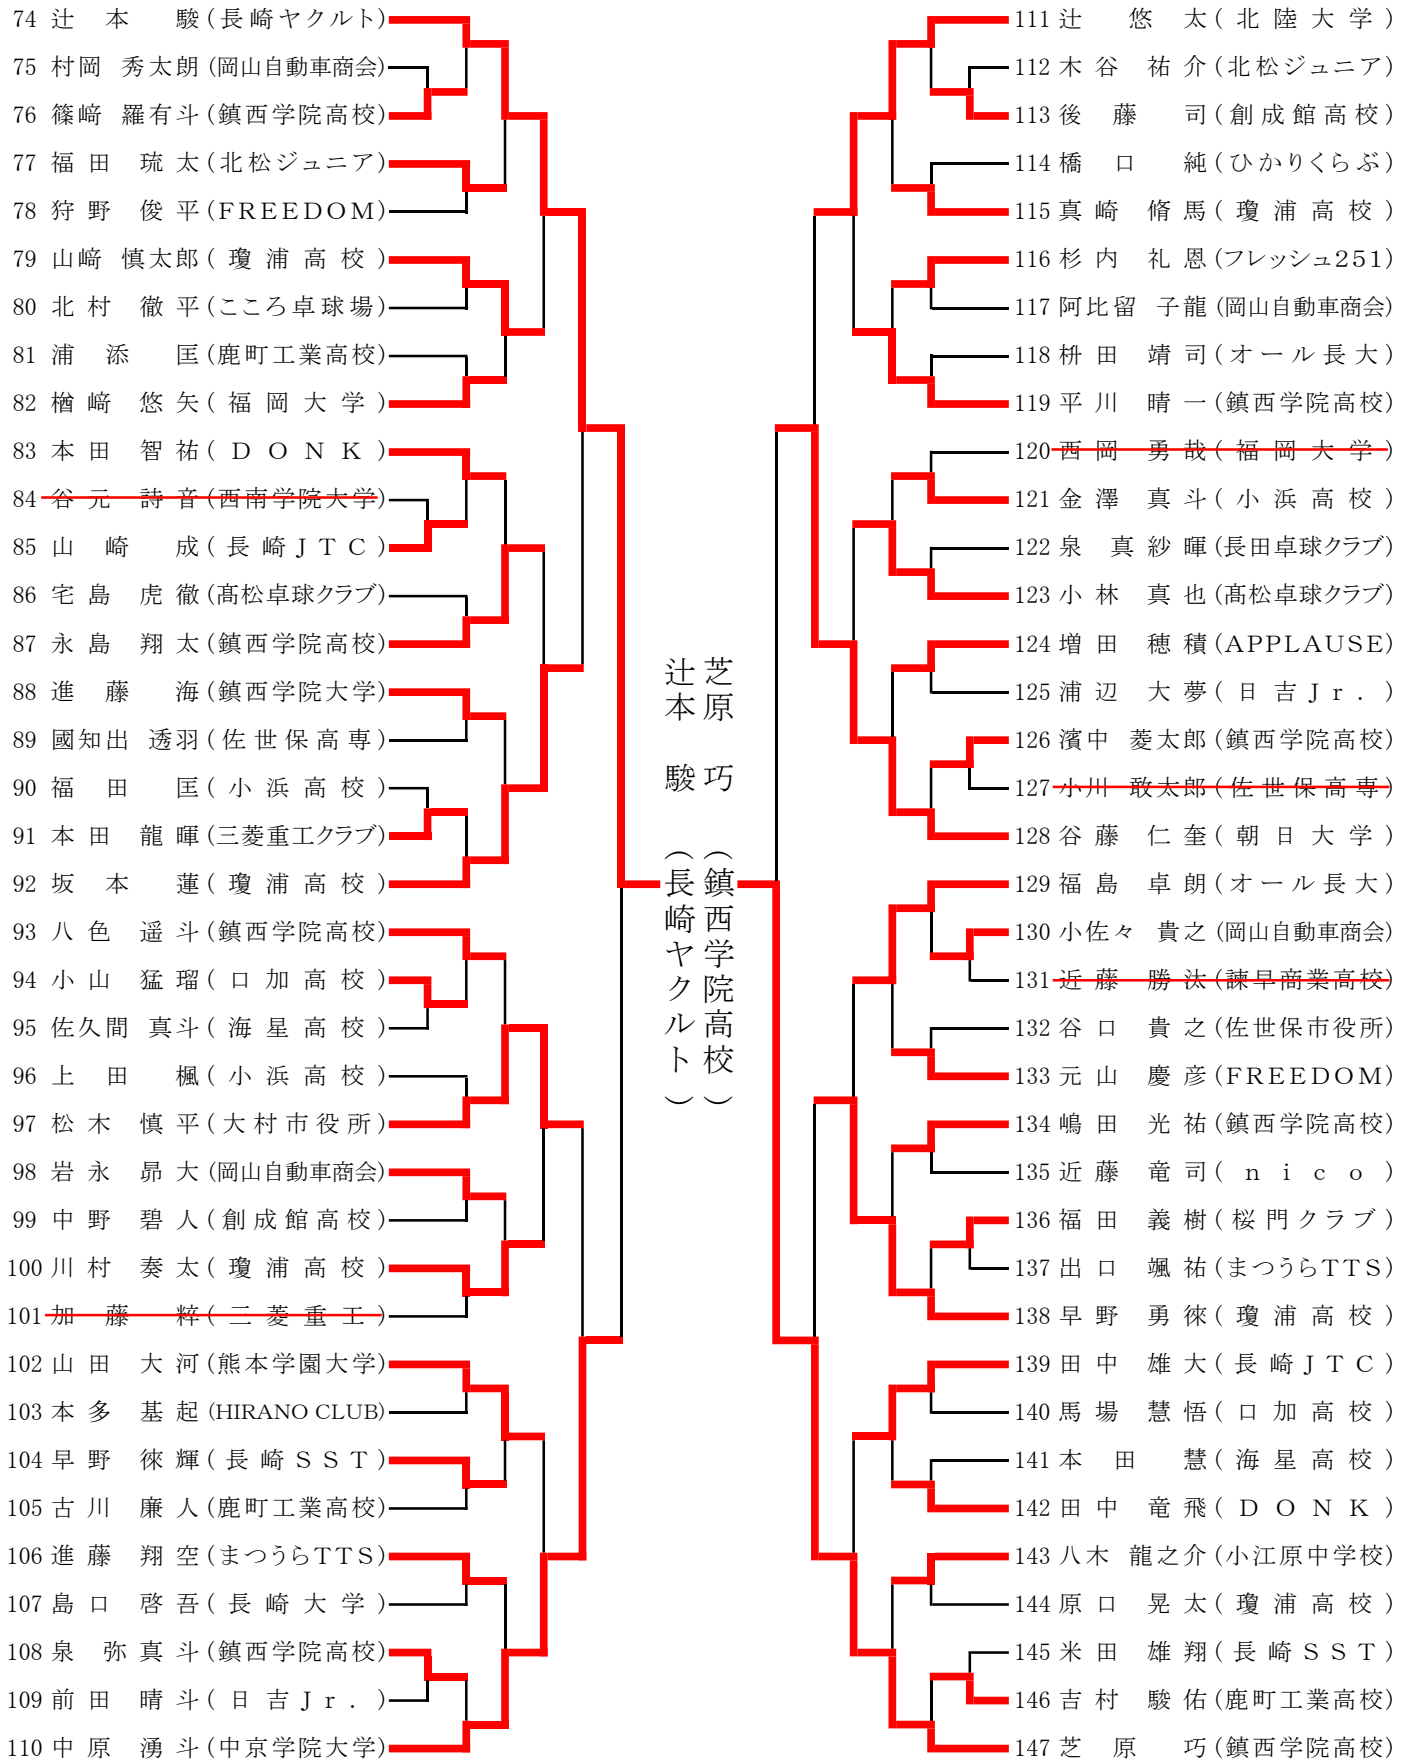 74 辻本 駿(長崎ヤクルト)
75 村岡 秀太朗(岡山自動車商会)
76 篠﨑 羅有斗(鎮西学院高校)
77 福田 琉太(北松ジュニア)
78 狩野 俊平(FREEDOM)
79 山﨑 慎太郎(瓊浦高校)
80 北村 徹平(こころ卓球場)
81 浦添 匡(鹿町工業高校)
82 楢﨑 悠矢(福岡大学)
83 本田 智祐(DONK)
84 谷元 詩音(西南学院大学)
85 山崎 成(長崎JTC)
86 宅島 虎徹(髙松卓球クラブ)
87 永島 翔太(鎮西学院高校)
88 進藤 海(鎮西学院大学)
89 國知出 透羽(佐世保高専)
90 福田 匡(小浜高校)
91 本田 龍暉(三菱重工クラブ)
92 坂本 蓮(瓊浦高校)
93 八色 遥斗(鎮西学院高校)
94 小山 猛瑠(口加高校)
95 佐久間 真斗(海星高校)
96 上田 楓(小浜高校)
97 松木 慎平(大村市役所)
98 岩永 昴大(岡山自動車商会)
99 中野 碧人(創成館高校)
100 川村 奏太(瓊浦高校)
101 加藤 粋(三菱重工)
102 山田 大河(熊本学園大学)
103 本多 基起(HIRANO CLUB)
104 早野 徠輝(長崎SST)
105 古川 廉人(鹿町工業高校)
106 進藤 翔空(まつうらTTS)
107 島口 啓吾(長崎大学)
108 泉 弥真斗(鎮西学院高校)
109 前田 晴斗(日吉Jr.)
110 中原 湧斗(中京学院大学)
芝原 巧 (鎮西学院高校)
辻本 駿 (長崎ヤクルト)
111 辻 悠太(北陸大学)
112 木谷 祐介(北松ジュニア)
113 後藤 司(創成館高校)
114 橋口 純(ひかりくらぶ)
115 真崎 脩馬(瓊浦高校)
116 杉内 礼恩(フレッシュ251)
117 阿比留 子龍(岡山自動車商会)
118 枡田 靖司(オール長大)
119 平川 晴一(鎮西学院高校)
120 西岡 勇哉(福岡大学)
121 金澤 真斗(小浜高校)
122 泉 真紗暉(長田卓球クラブ)
123 小林 真也(髙松卓球クラブ)
124 増田 穂積(APPLAUSE)
125 浦辺 大夢(日吉Jr.)
126 濱中 菱太郎(鎮西学院高校)
127 小川 敢太郎(佐世保高専)
128 谷藤 仁奎(朝日大学)
129 福島 卓朗(オール長大)
130 小佐々 貴之(岡山自動車商会)
131 近藤 勝汰(諫早商業高校)
132 谷口 貴之(佐世保市役所)
133 元山 慶彦(FREEDOM)
134 嶋田 光祐(鎮西学院高校)
135 近藤 竜司(nico)
136 福田 義樹(桜門クラブ)
137 出口 颯祐(まつうらTTS)
138 早野 勇徠(瓊浦高校)
139 田中 雄大(長崎JTC)
140 馬場 慧悟(口加高校)
141 本田 慧(海星高校)
142 田中 竜飛(DONK)
143 八木 龍之介(小江原中学校)
144 原口 晃太(瓊浦高校)
145 米田 雄翔(長崎SST)
146 吉村 駿佑(鹿町工業高校)
147 芝原 巧(鎮西学院高校)